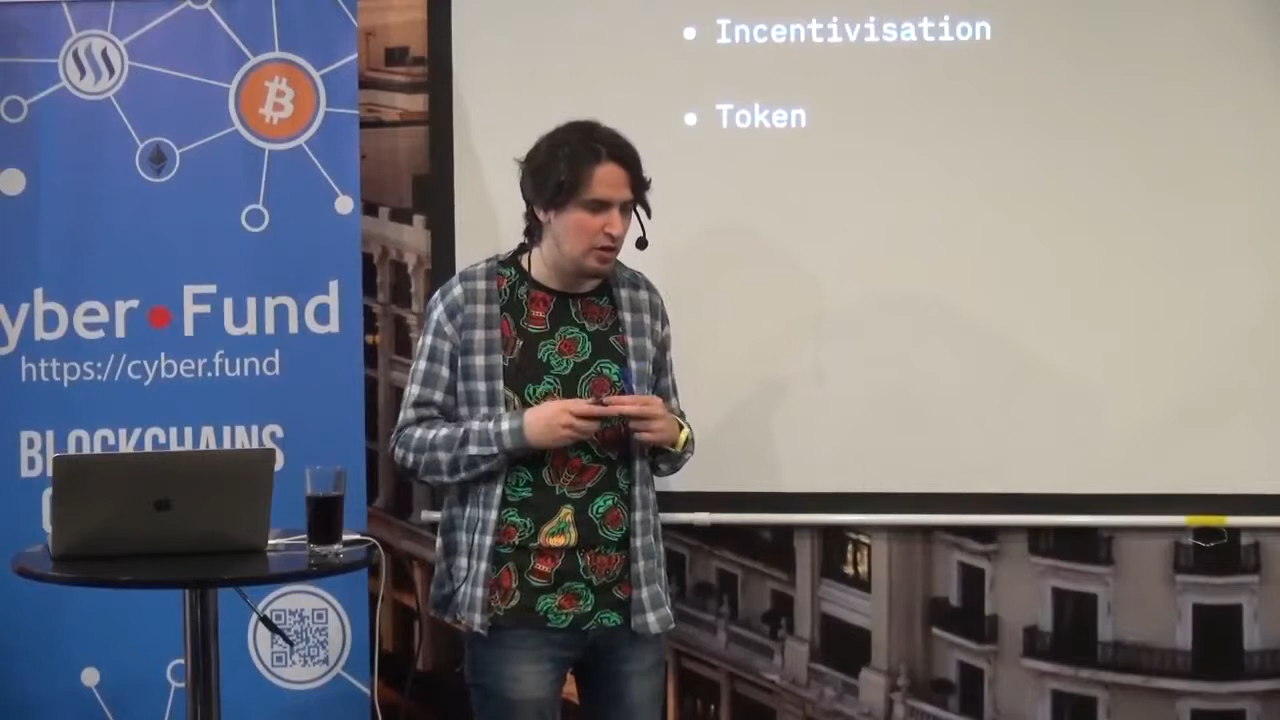 • Incentivisation
• Token
yber•Fund
https://cyber.fund
BLOCKCHAINS